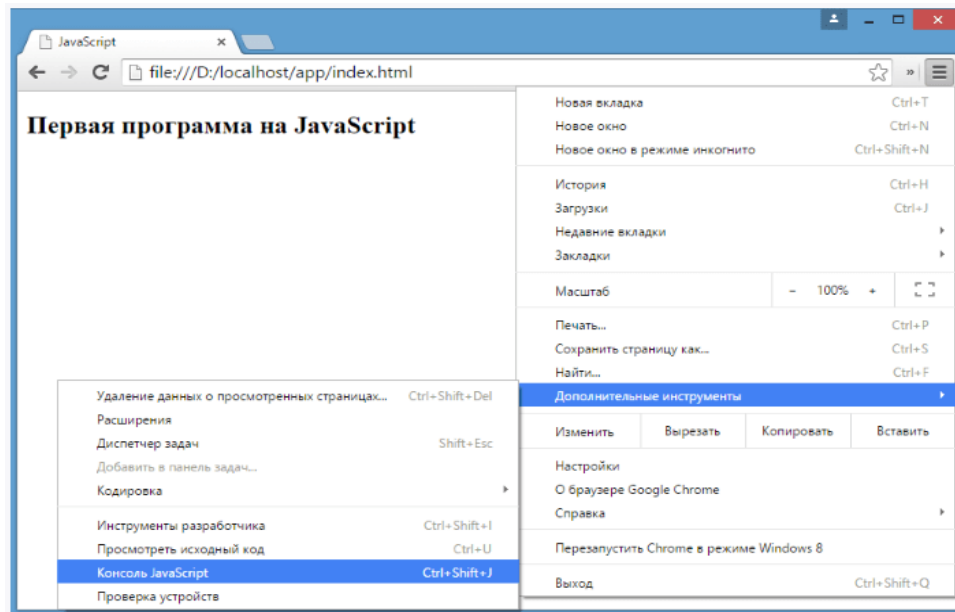 JavaScript
file:///D:/localhost/app/index.html
Первая программа на JavaScript
Новая вкладка Ctrl+T
Новое окно Ctrl+N
Новое окно в режиме инкогнито Ctrl+Shift+N
История Ctrl+H
Загрузки Ctrl+J
Недавние вкладки
Закладки
Масштаб - 100% +
Печать... Ctrl+P
Сохранить страницу как... Ctrl+S
Найти... Ctrl+F
Дополнительные инструменты
Изменить Вырезать Копировать Вставить
Настройки
О браузере Google Chrome
Справка
Перезапустить Chrome в режиме Windows 8
Выход Ctrl+Shift+Q
Удаление данных о просмотренных страницах... Ctrl+Shift+Del
Расширения
Диспетчер задач Shift+Esc
Добавить в панель задач...
Кодировка
Инструменты разработчика Ctrl+Shift+I
Просмотреть исходный код Ctrl+U
Консоль JavaScript Ctrl+Shift+J
Проверка устройств